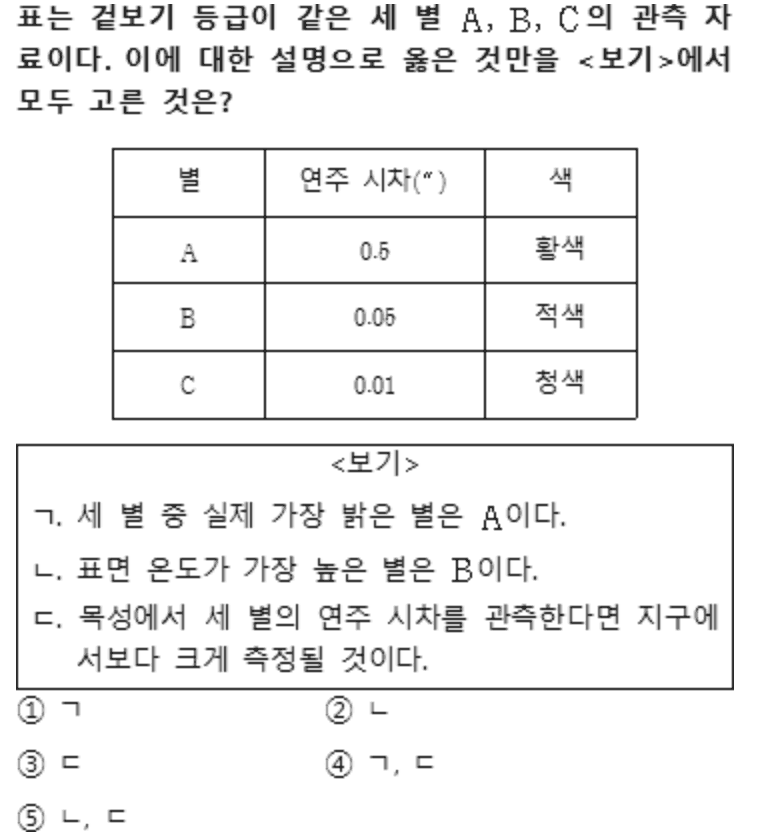 표는 겉보기 등급이 같은 세 별 A, B, C의 관측 자
료이다. 이에 대한 설명으로 옳은 것만을 <보기>에서
모두 고른 것은?
별 연주 시차(″) 색
A 0.5 황색
B 0.05 적색
C 0.01 청색
<보기>
ㄱ. 세 별 중 실제 가장 밝은 별은 A이다.
ㄴ. 표면 온도가 가장 높은 별은 B이다.
ㄷ. 목성에서 세 별의 연주 시차를 관측한다면 지구에
서보다 크게 측정될 것이다.
① ㄱ ② ㄴ
③ ㄷ ④ ㄱ, ㄷ
⑤ ㄴ, ㄷ